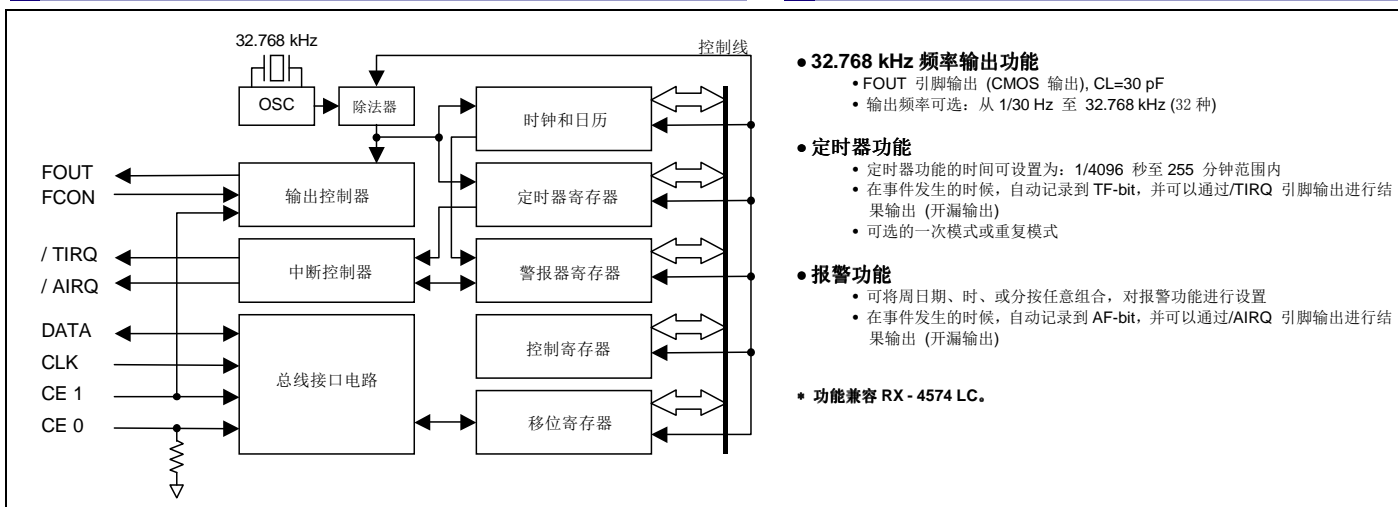 32.768 kHz
控制线
OSC
除法器
时钟和日历
FOUT
FCON
输出控制器
定时器寄存器
/ TIRQ
/ AIRQ
中断控制器
警报器寄存器
DATA
CLK
CE 1
CE 0
总线接口电路
控制寄存器
移位寄存器
● 32.768 kHz 频率输出功能
• FOUT 引脚输出 (CMOS 输出), CL=30 pF
• 输出频率可选：从 1/30 Hz 至 32.768 kHz (32 种)
● 定时器功能
• 定时器功能的时间可设置为：1/4096 秒至 255 分钟范围内
• 在事件发生的时候，自动记录到 TF-bit，并可以通过/TIRQ 引脚输出进行结
果输出 (开漏输出)
• 可选的一次模式或重复模式
● 报警功能
• 可将周日期、时、或分按任意组合，对报警功能进行设置
• 在事件发生的时候，自动记录到 AF-bit，并可以通过/AIRQ 引脚输出进行结
果输出 (开漏输出)
* 功能兼容 RX - 4574 LC。